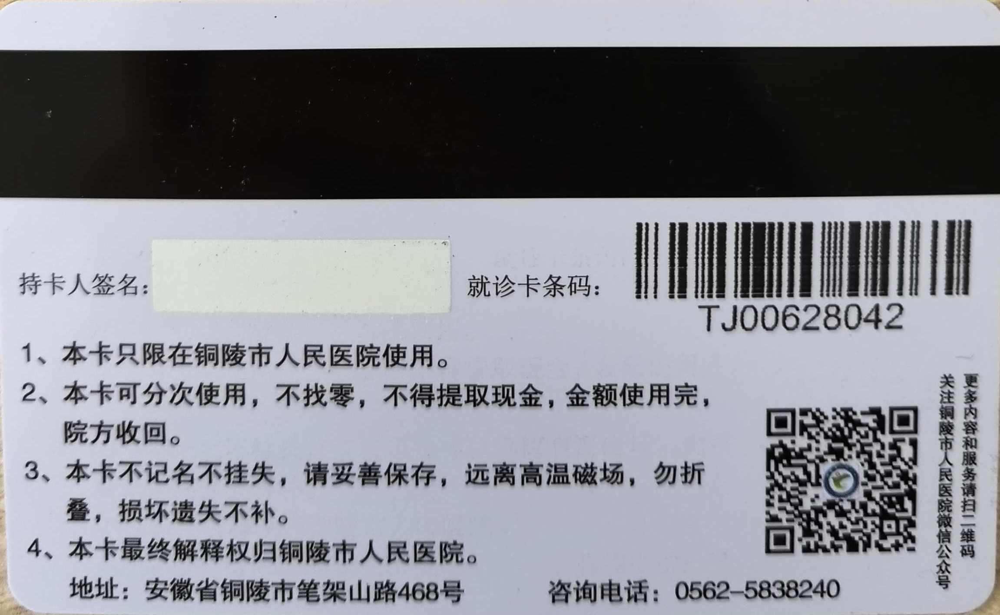 持卡人签名：
就诊卡条码：
TJ00628042
1、本卡只限在铜陵市人民医院使用。
2、本卡可分次使用，不找零，不得提取现金，金额使用完，
院方收回。
3、本卡不记名不挂失，请妥善保存，远离高温磁场，勿折
叠，损坏遗失不补。
4、本卡最终解释权归铜陵市人民医院。
地址：安徽省铜陵市笔架山路468号
咨询电话：0562-5838240
更多内容和服务请扫二维码
关注铜陵市人民医院微信公众号